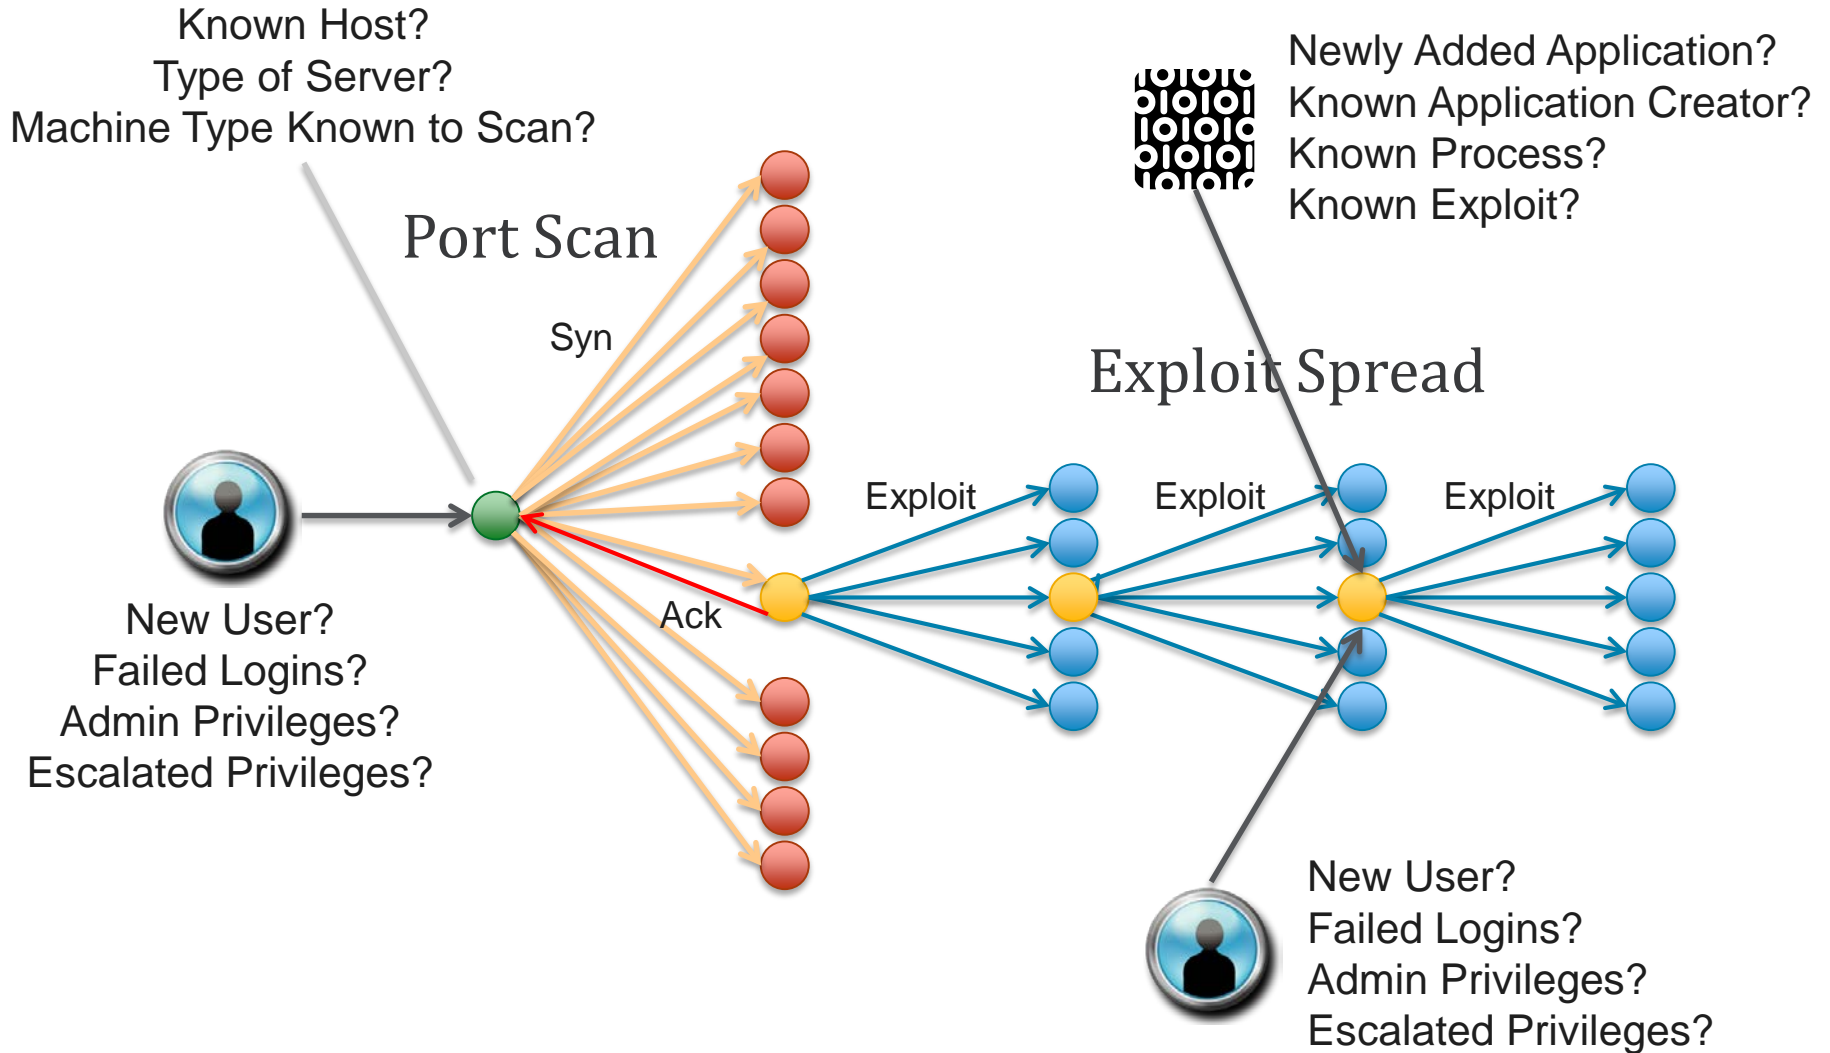 Known Host?
Type of Server?
Machine Type Known to Scan?
Newly Added Application?
Known Application Creator?
Known Process?
Known Exploit?
Port Scan
Syn
Exploit Spread
Exploit
Exploit
Exploit
Ack
New User?
Failed Logins?
Admin Privileges?
Escalated Privileges?
New User?
Failed Logins?
Admin Privileges?
Escalated Privileges?